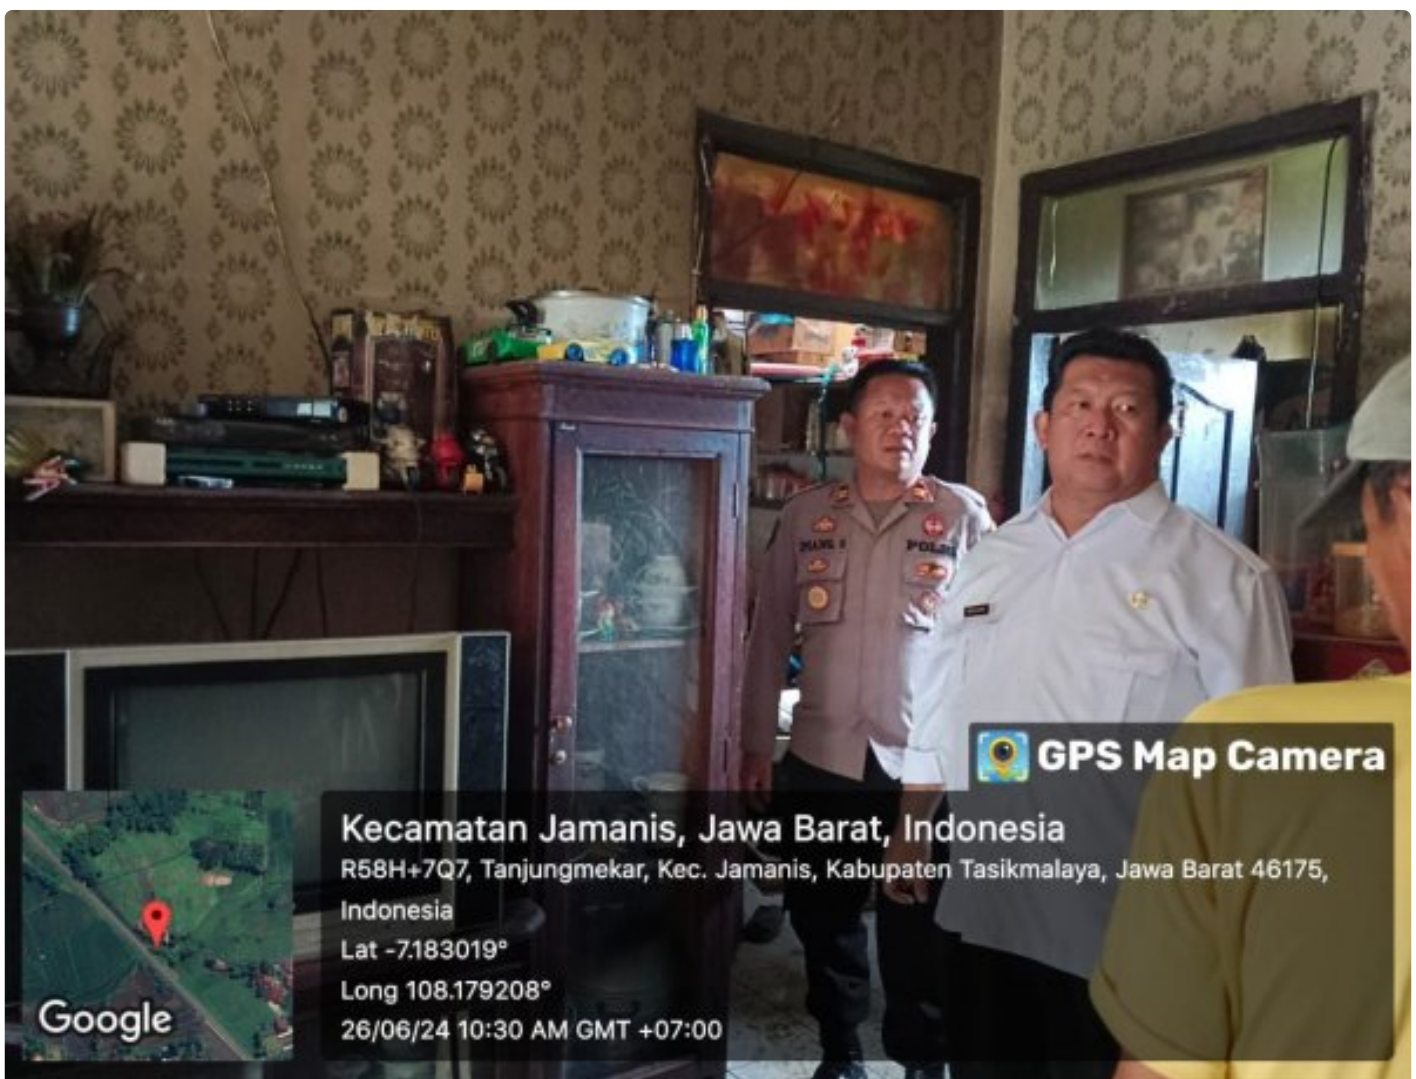 POLRI
GPS Map Camera
Kecamatan Jamanis, Jawa Barat, Indonesia
R58H+7Q7, Tanjungmekar, Kec. Jamanis, Kabupaten Tasikmalaya, Jawa Barat 46175,
Indonesia
Lat -7.183019°
Long 108.179208°
26/06/24 10:30 AM GMT +07:00
Google